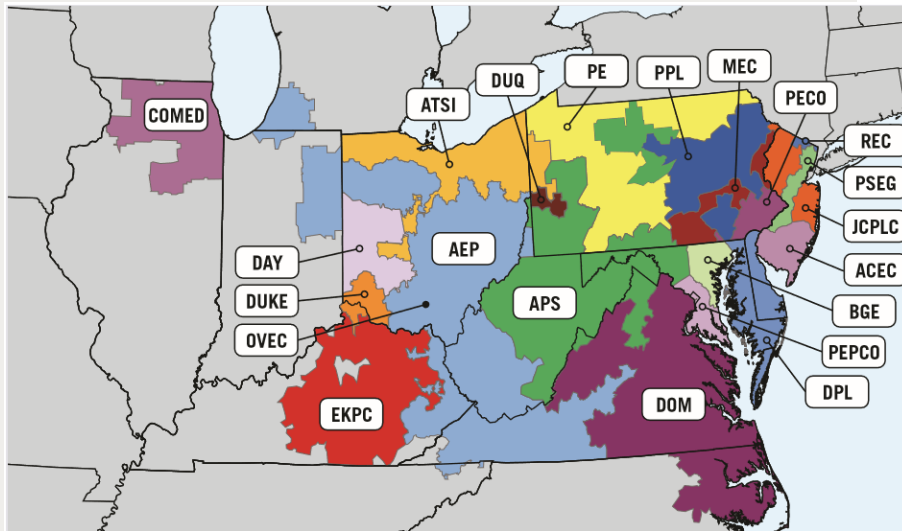 MEC
PE
PPL
DUQ
PECO
ATSI
COMED
REC
PSEG
JCPLC
AEP
DAY
ACEC
DUKE
APS
BGE
OVEC
PEPCO
DPL
DOM
EKPC